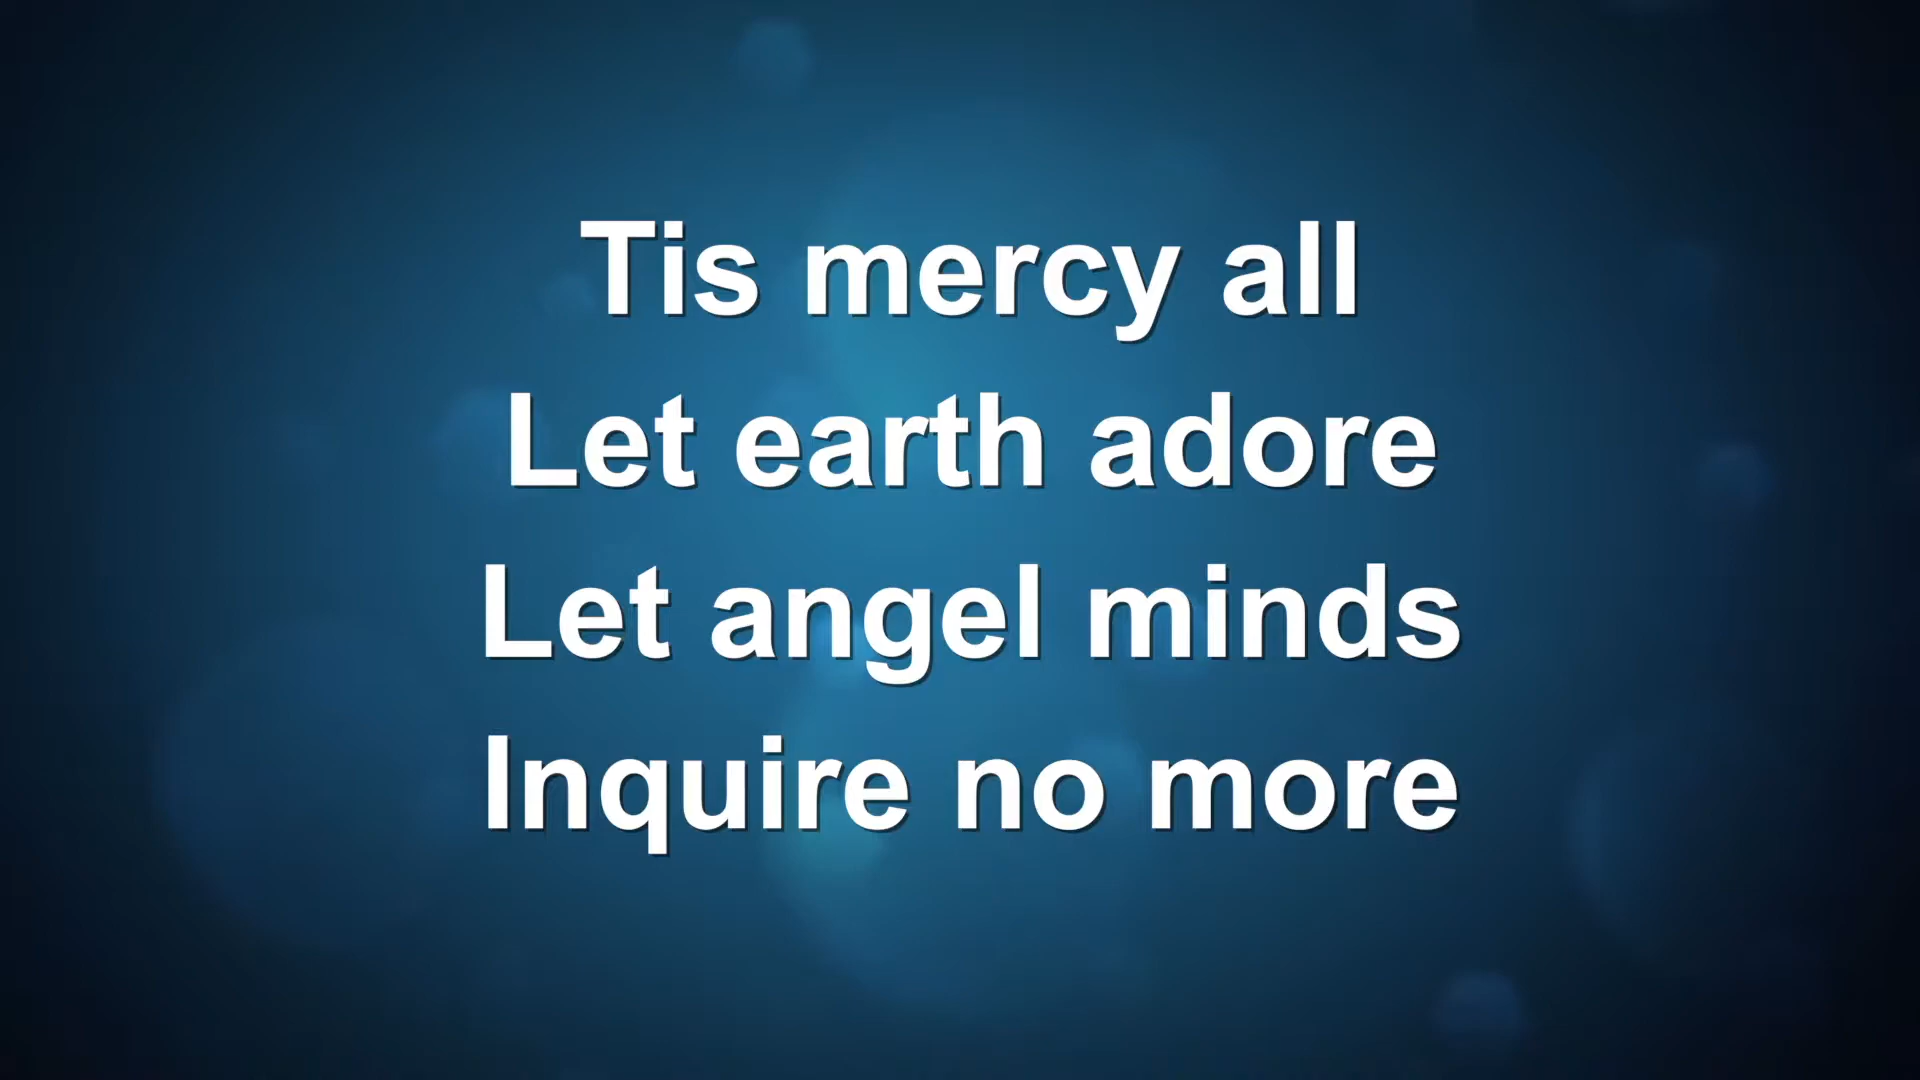 Tis mercy all
Let earth adore
Let angel minds
Inquire no more